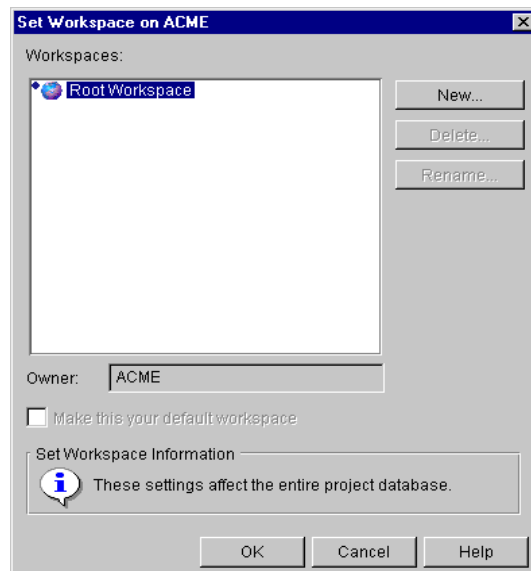 Set Workspace on ACME
Workspaces:
Root Workspace
New...
Delete...
Rename...
Owner: ACME
Make this your default workspace
Set Workspace Information
These settings affect the entire project database.
OK Cancel Help